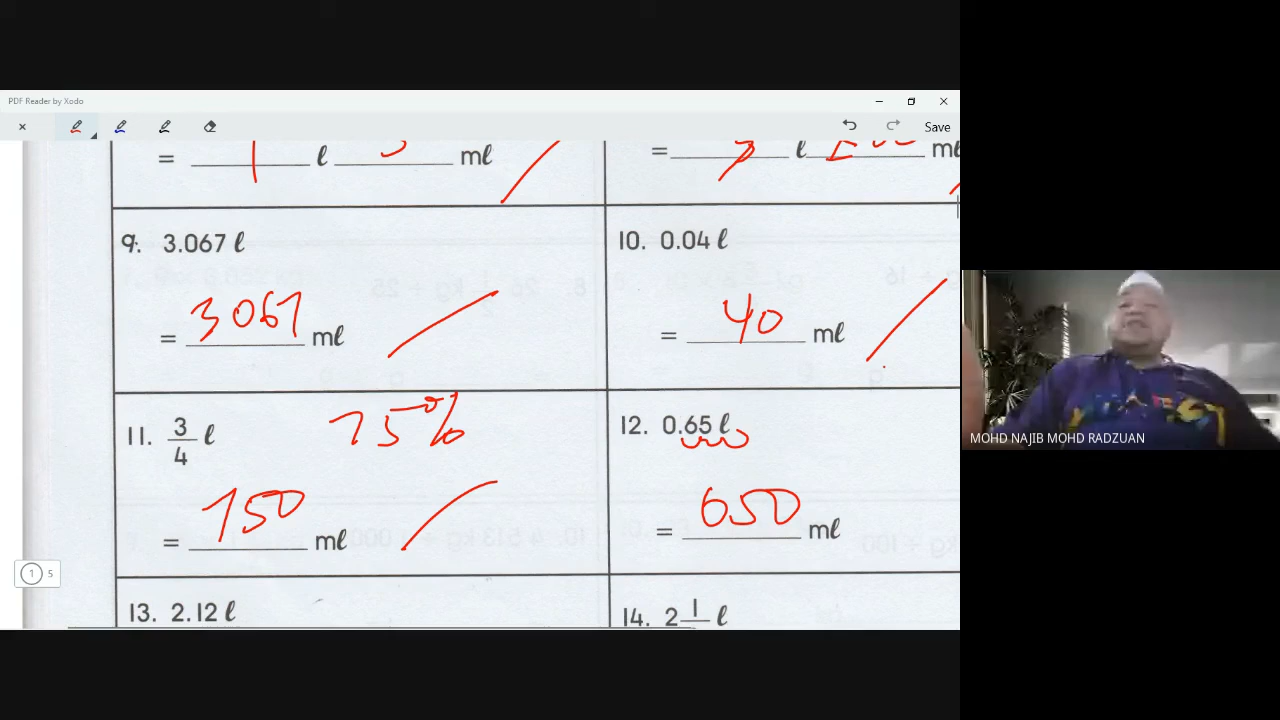 PDF Reader by Xodo
Save
= 1 ℓ ml
= ℓ ml
9. 3.067 ℓ
= 3067 ml
10. 0.04 ℓ
= 40 ml
11. 3/4 ℓ 75%
= 750 ml
12. 0.65 ℓ
= 650 ml
13. 2.12 ℓ
14. 2 1 ℓ
1 5
MOHD NAJIB MOHD RADZUAN